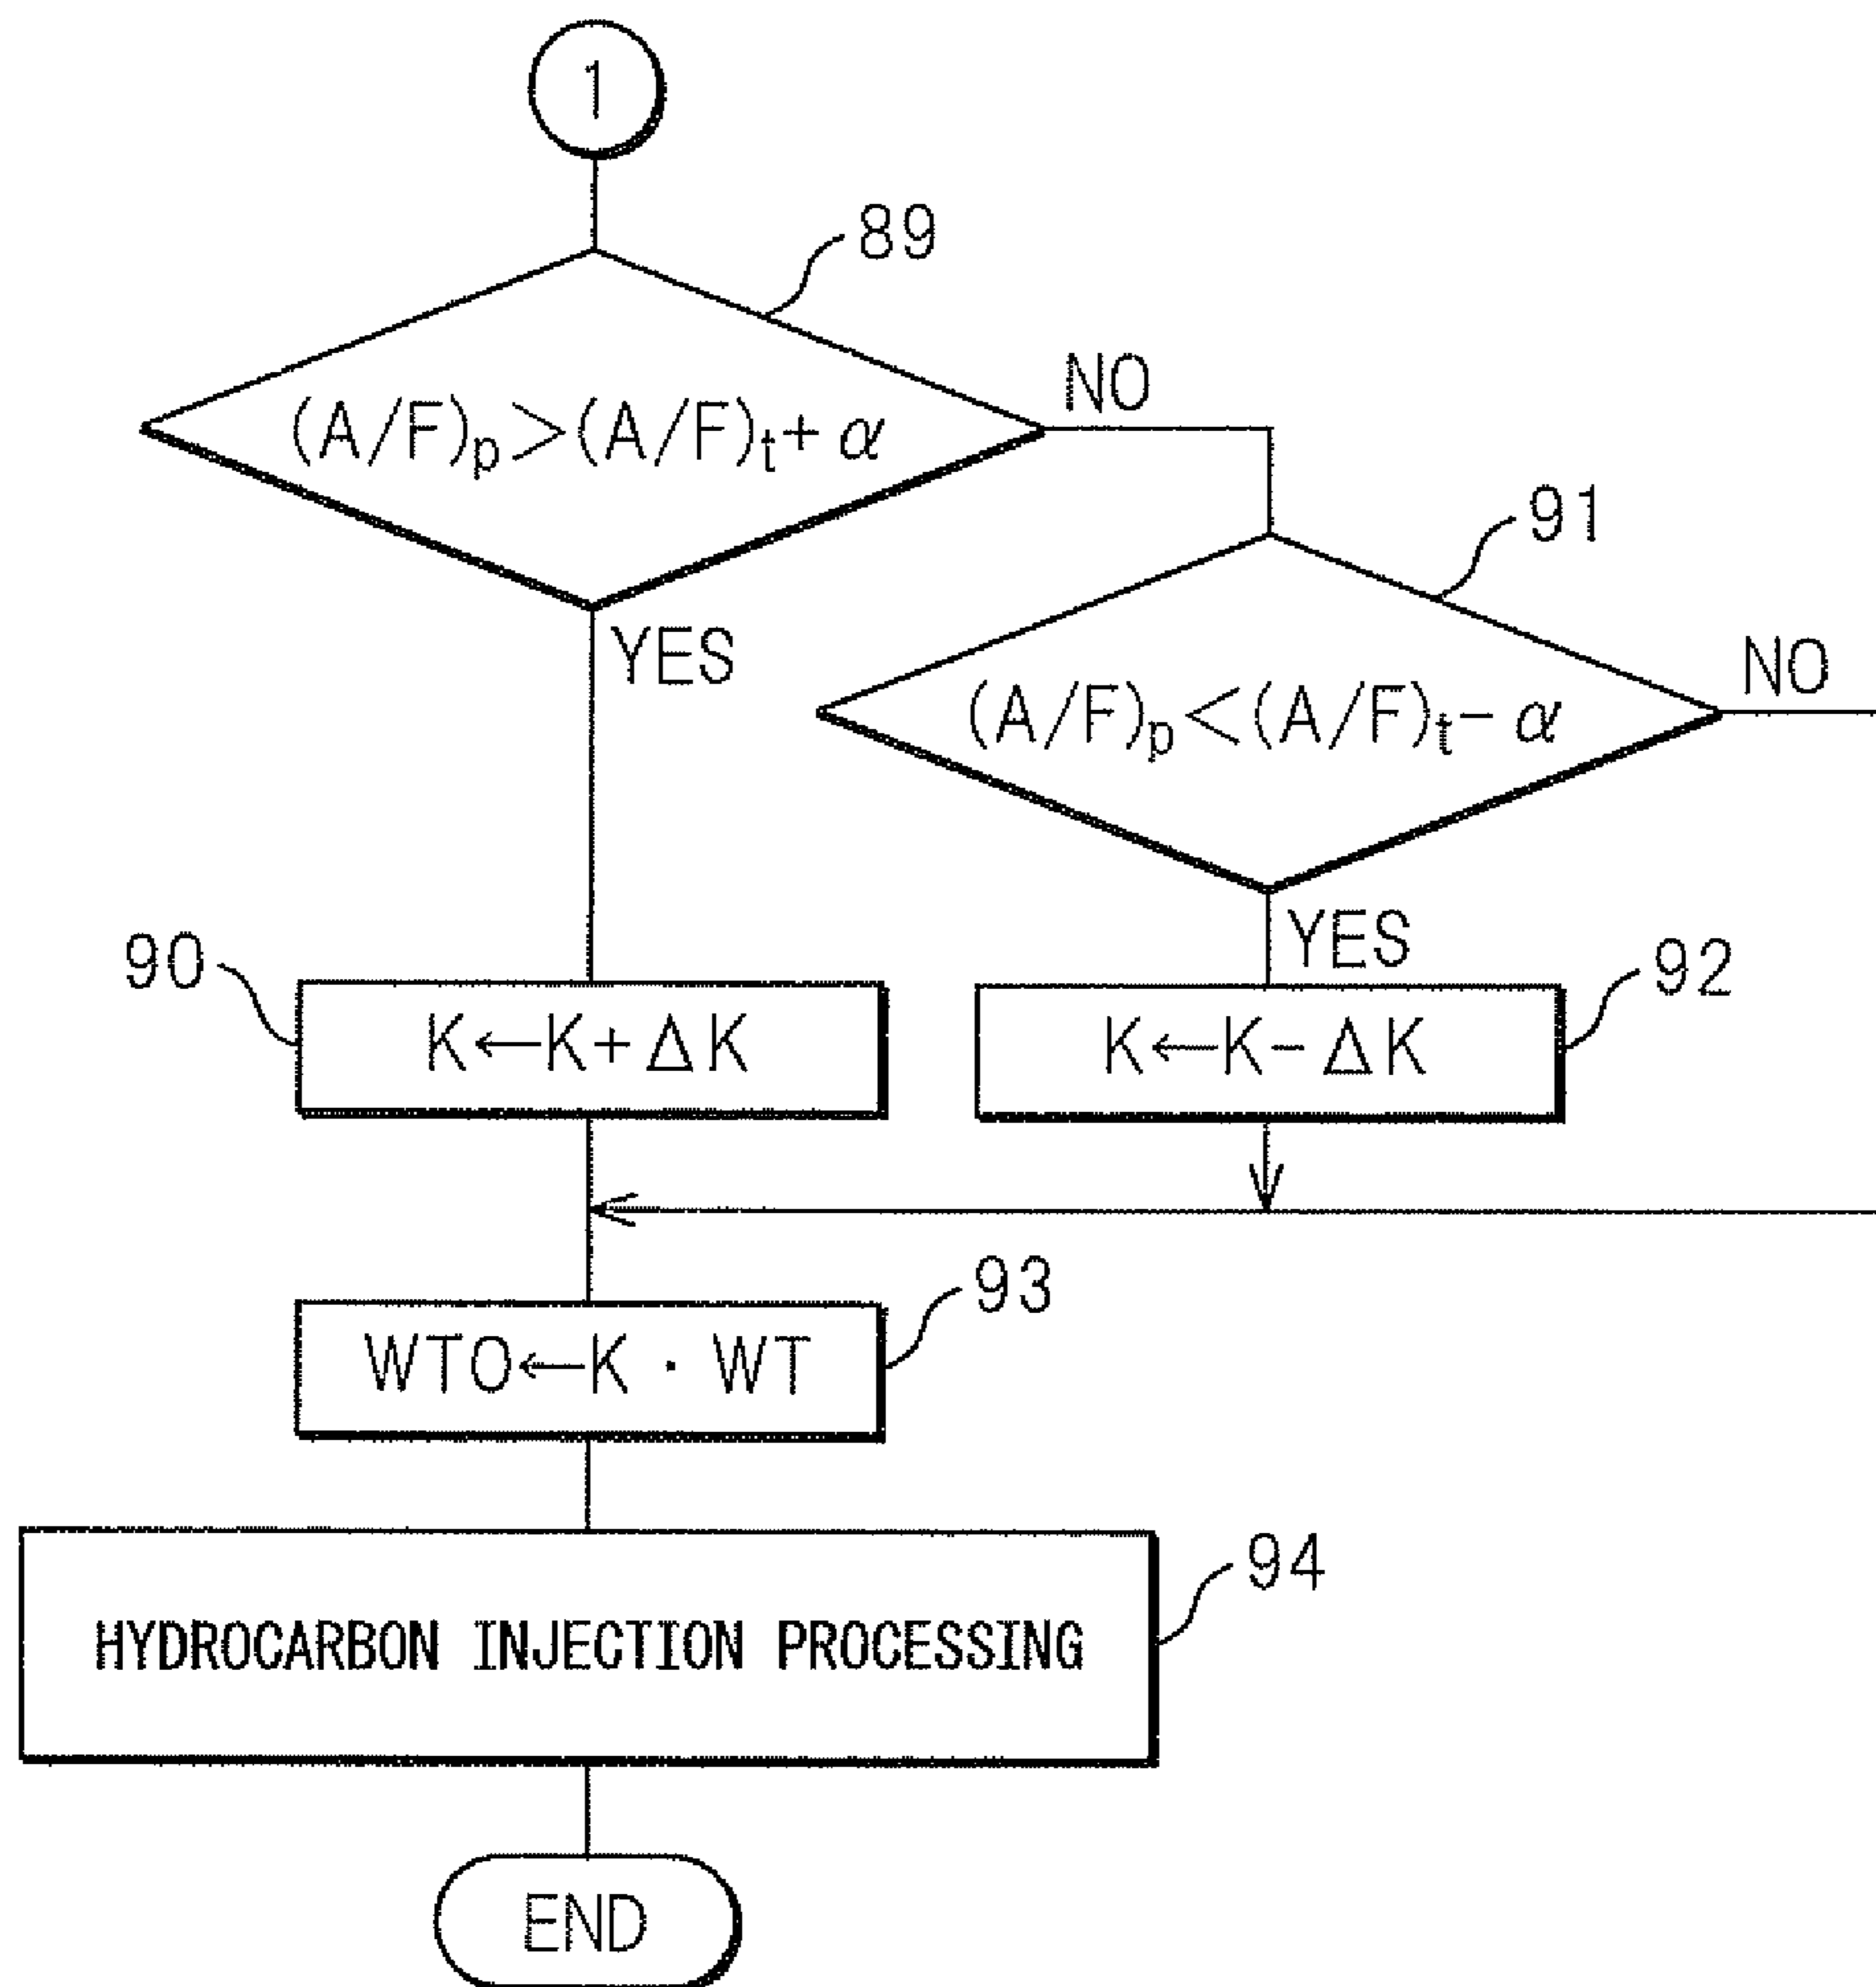 1
89
(A/F)p>(A/F)t+α
NO
YES
91
(A/F)p<(A/F)t-α
NO
YES
90
K←K+ΔK
92
K←K-ΔK
93
WTO←K・WT
94
HYDROCARBON INJECTION PROCESSING
END